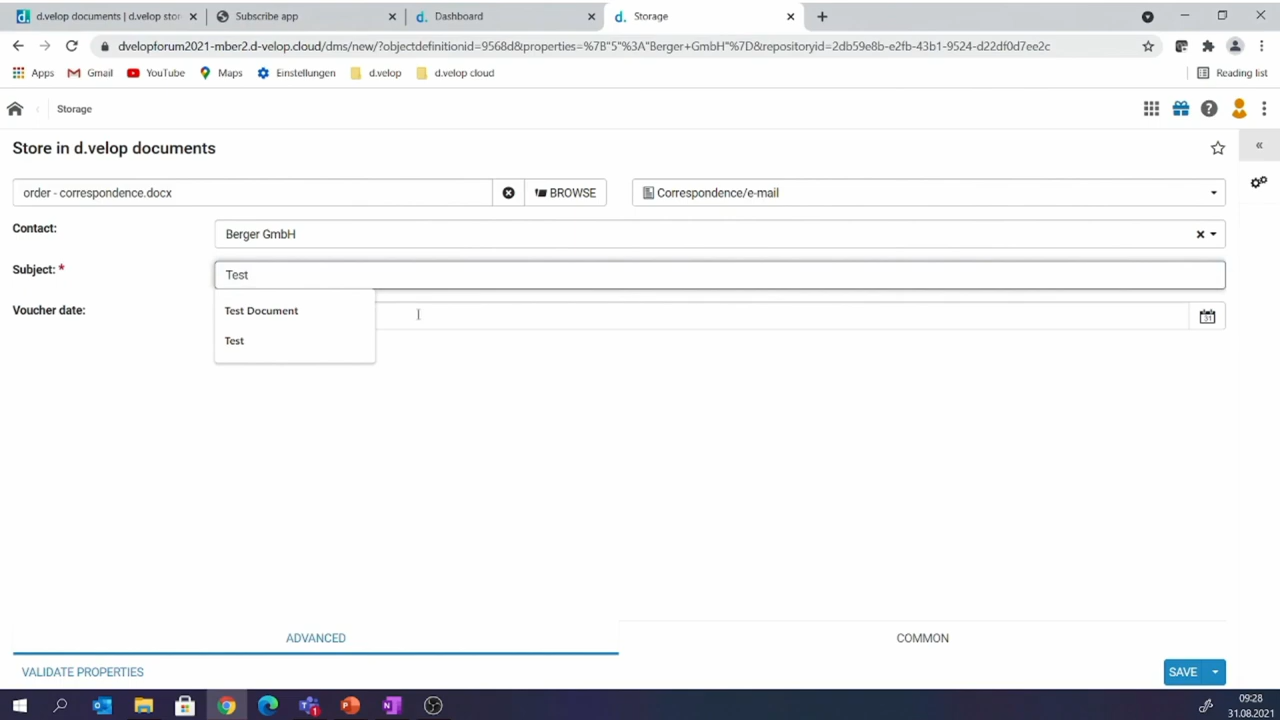 d.velop documents | d.velop stor
Subscribe app
d. Dashboard
d. Storage
dvelopforum2021-mber2.d-velop.cloud/dms/new/?objectdefinitionid=9568d&properties=%7B"5"%3A"Berger+GmbH"%7D&repositoryid=2db59e8b-e2fb-43b1-9524-d22df0d7ee2c
Apps Gmail YouTube Maps Einstellungen d.velop d.velop cloud Reading list
Storage
Store in d.velop documents
order - correspondence.docx BROWSE Correspondence/e-mail
Contact: Berger GmbH
Subject: * Test
Test Document
Voucher date: 31
Test
ADVANCED COMMON
VALIDATE PROPERTIES SAVE
09:28
31.08.2021